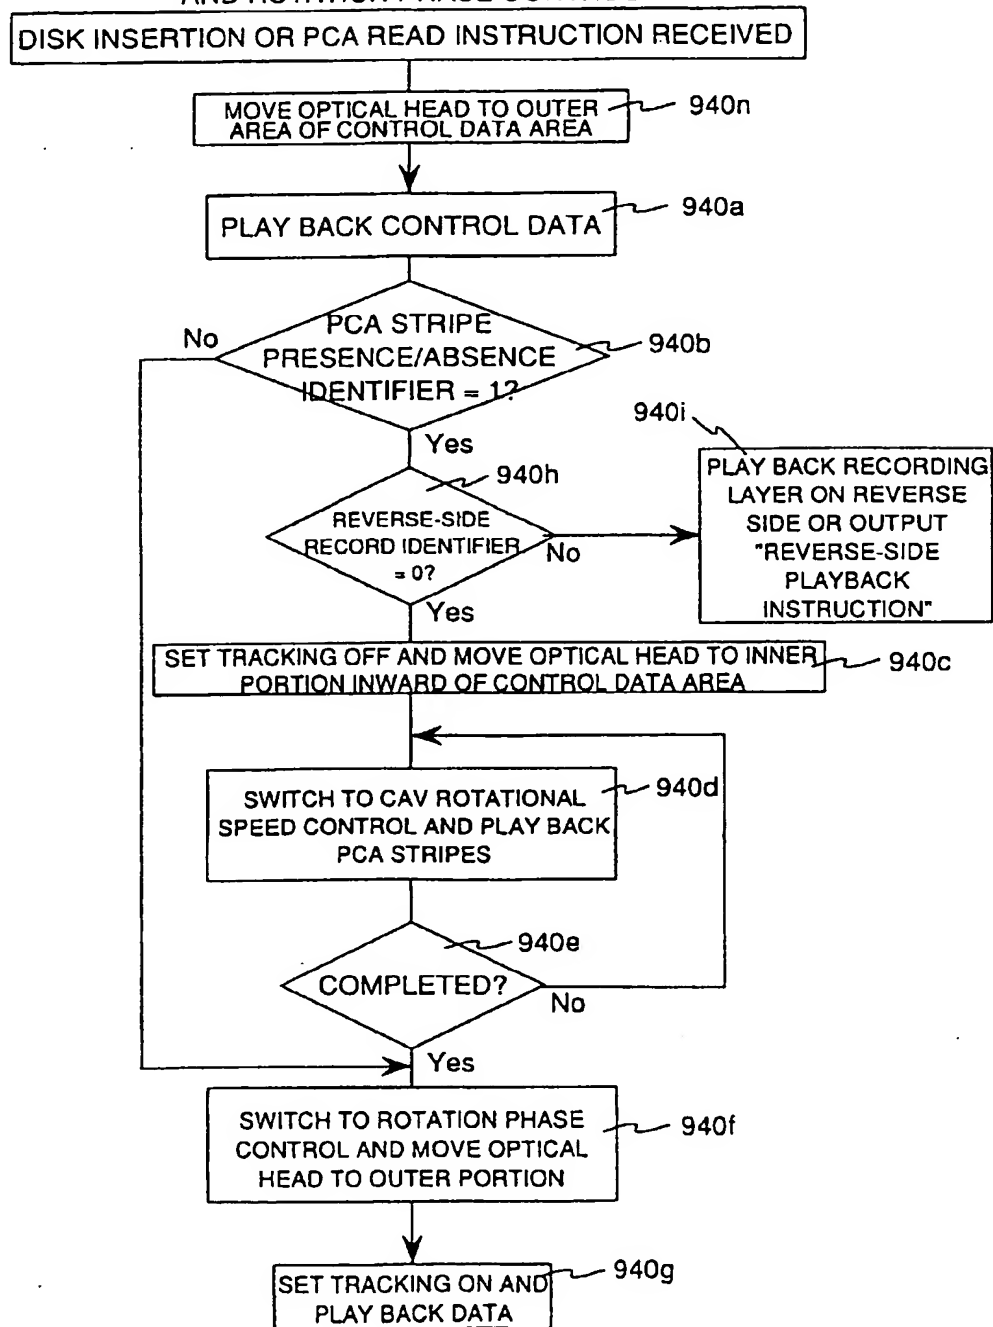 DISK INSERTION OR PCA READ INSTRUCTION RECEIVED
MOVE OPTICAL HEAD TO OUTER
AREA OF CONTROL DATA AREA
940n
PLAY BACK CONTROL DATA
940a
PCA STRIPE
PRESENCE/ABSENCE
IDENTIFIER = 1?
940b
No
Yes
940i
PLAY BACK RECORDING
LAYER ON REVERSE
SIDE OR OUTPUT
"REVERSE-SIDE
PLAYBACK
INSTRUCTION"
940h
REVERSE-SIDE
RECORD IDENTIFIER
= 0?
No
Yes
SET TRACKING OFF AND MOVE OPTICAL HEAD TO INNER
PORTION INWARD OF CONTROL DATA AREA
940c
SWITCH TO CAV ROTATIONAL
SPEED CONTROL AND PLAY BACK
PCA STRIPES
940d
940e
COMPLETED?
No
Yes
SWITCH TO ROTATION PHASE
CONTROL AND MOVE OPTICAL
HEAD TO OUTER PORTION
940f
SET TRACKING ON AND
PLAY BACK DATA
940g